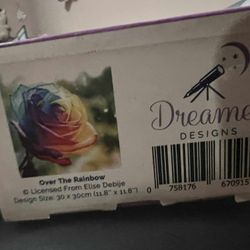 Dreame
DESIGNS
Over The Rainbow
© Licensed From Elise Debije
Design Size: 30 x 30cm (11.8" x 11.8")
0 758176 670915